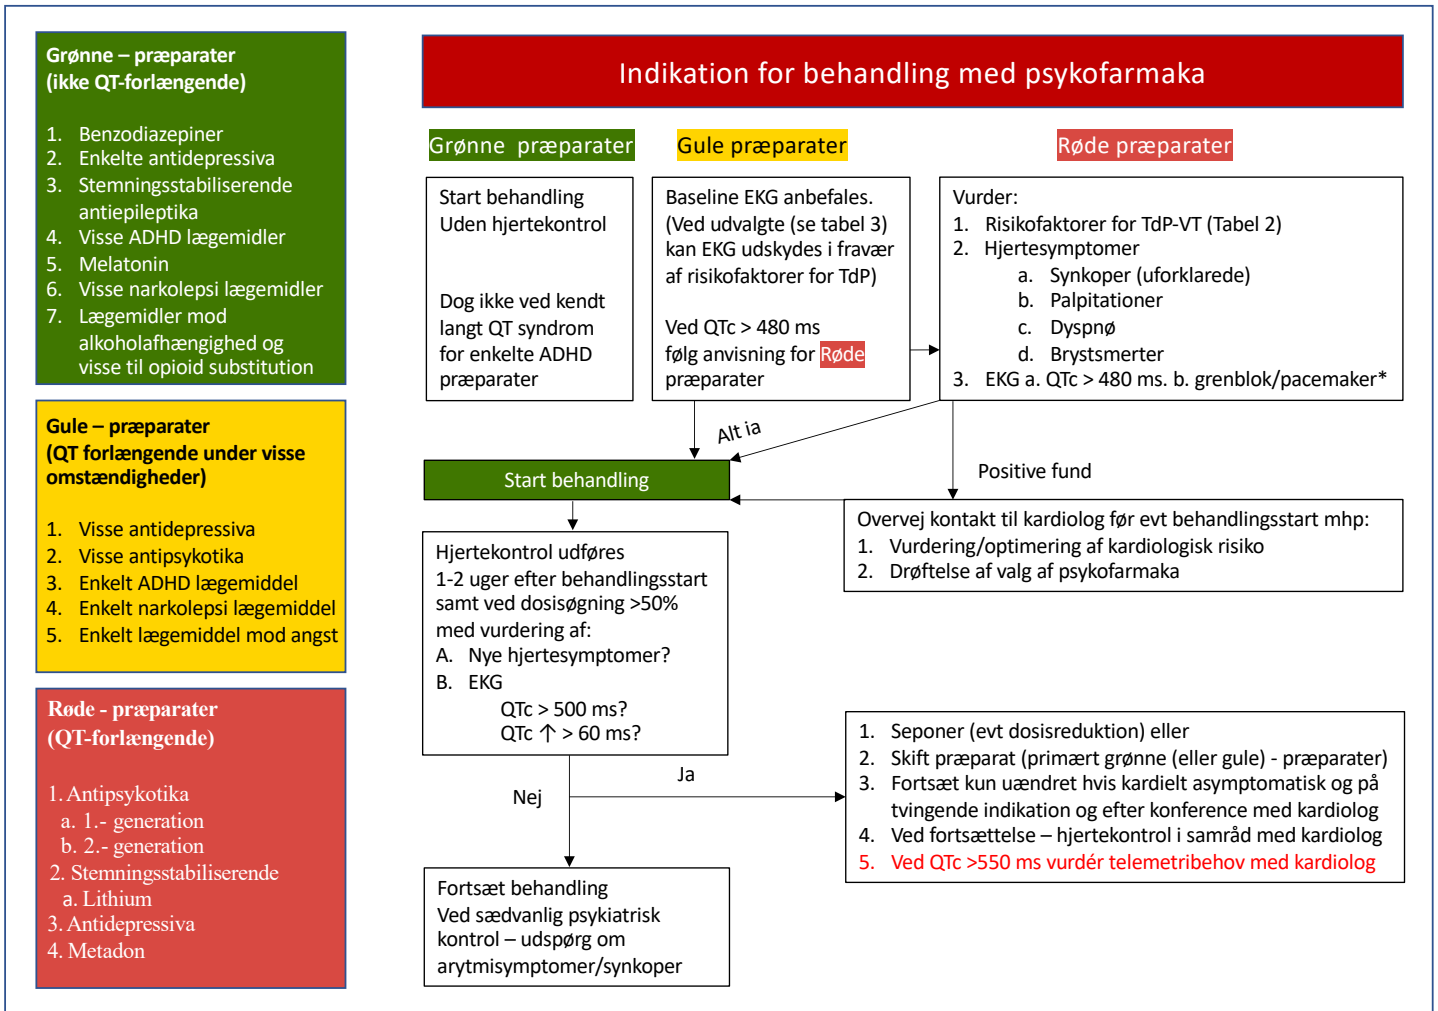 Grønne – præparater
(ikke QT-forlængende)
1. Benzodiazepiner
2. Enkelte antidepressiva
3. Stemningsstabiliserende
antiepileptika
4. Visse ADHD lægemidler
5. Melatonin
6. Visse narkolepsi lægemidler
7. Lægemidler mod
alkoholafhængighed og
visse til opioid substitution
Gule – præparater
(QT forlængende under visse
omstændigheder)
1. Visse antidepressiva
2. Visse antipsykotika
3. Enkelt ADHD lægemiddel
4. Enkelt narkolepsi lægemiddel
5. Enkelt lægemiddel mod angst
Røde - præparater
(QT-forlængende)
1. Antipsykotika
a. 1.- generation
b. 2.- generation
2. Stemningsstabiliserende
a. Lithium
3. Antidepressiva
4. Metadon
Indikation for behandling med psykofarmaka
Grønne præparater
Gule præparater
Røde præparater
Start behandling
Uden hjertekontrol
Dog ikke ved kendt
langt QT syndrom
for enkelte ADHD
præparater
Baseline EKG anbefales.
(Ved udvalgte (se tabel 3)
kan EKG udskydes i fravær
af risikofaktorer for TdP)
Ved QTc > 480 ms
følg anvisning for Røde
præparater
Vurder:
1. Risikofaktorer for TdP-VT (Tabel 2)
2. Hjertesymptomer
a. Synkoper (uforklarede)
b. Palpitationer
c. Dyspnø
d. Brystsmerter
3. EKG a. QTc > 480 ms. b. grenblok/pacemaker*
Alt ia
Positive fund
Start behandling
Overvej kontakt til kardiolog før evt behandlingsstart mhp:
1. Vurdering/optimering af kardiologisk risiko
2. Drøftelse af valg af psykofarmaka
Hjertekontrol udføres
1-2 uger efter behandlingsstart
samt ved dosisøgning >50%
med vurdering af:
A. Nye hjertesymptomer?
B. EKG
QTc > 500 ms?
QTc ↑ > 60 ms?
Ja
Nej
1. Seponer (evt dosisreduktion) eller
2. Skift præparat (primært grønne (eller gule) - præparater)
3. Fortsæt kun uændret hvis kardielt asymptomatisk og på
tvingende indikation og efter konference med kardiolog
4. Ved fortsættelse – hjertekontrol i samråd med kardiolog
5. Ved QTc >550 ms vurdér telemetribehov med kardiolog
Fortsæt behandling
Ved sædvanlig psykiatrisk
kontrol – udspørg om
arytmisymptomer/synkoper